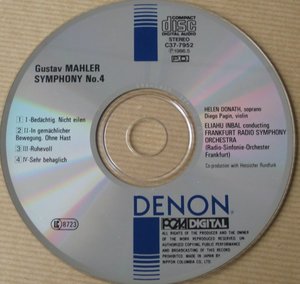 COMPACT
disc
DIGITAL AUDIO
STEREO
C37-7952
℗1986.5
Gustav MAHLER
SYMPHONY No.4
1 I-Bedächtig. Nicht eilen
2 II-In gemächlicher
Bewegung. Ohne Hast
3 III-Ruhevoll
4 IV-Sehr behaglich
HELEN DONATH, soprano
Diego Pagin, violin
ELIAHU INBAL conducting
FRANKFURT RADIO SYMPHONY
ORCHESTRA
(Radio-Sinfonie-Orchester
Frankfurt)
Co-production with Hessischer Rundfunk
8723
DENON
PCM DIGITAL
ALL RIGHTS OF THE PRODUCER AND THE OWNER
OF THE WORK REPRODUCED RESERVED. UN-
AUTHORIZED COPYING, PUBLIC PERFORMANCE
AND BROADCASTING OF THIS RECORD
PROHIBITED. MADE IN JAPAN BY
NIPPON COLUMBIA CO., LTD.